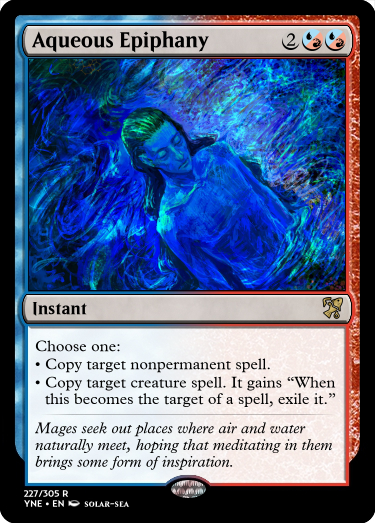 Aqueous Epiphany 2
Instant
Choose one:
• Copy target nonpermanent spell.
• Copy target creature spell. It gains “When
this becomes the target of a spell, exile it.”
Mages seek out places where air and water
naturally meet, hoping that meditating in them
brings some form of inspiration.
227/305 R
YNE • EN SOLAR-SEA